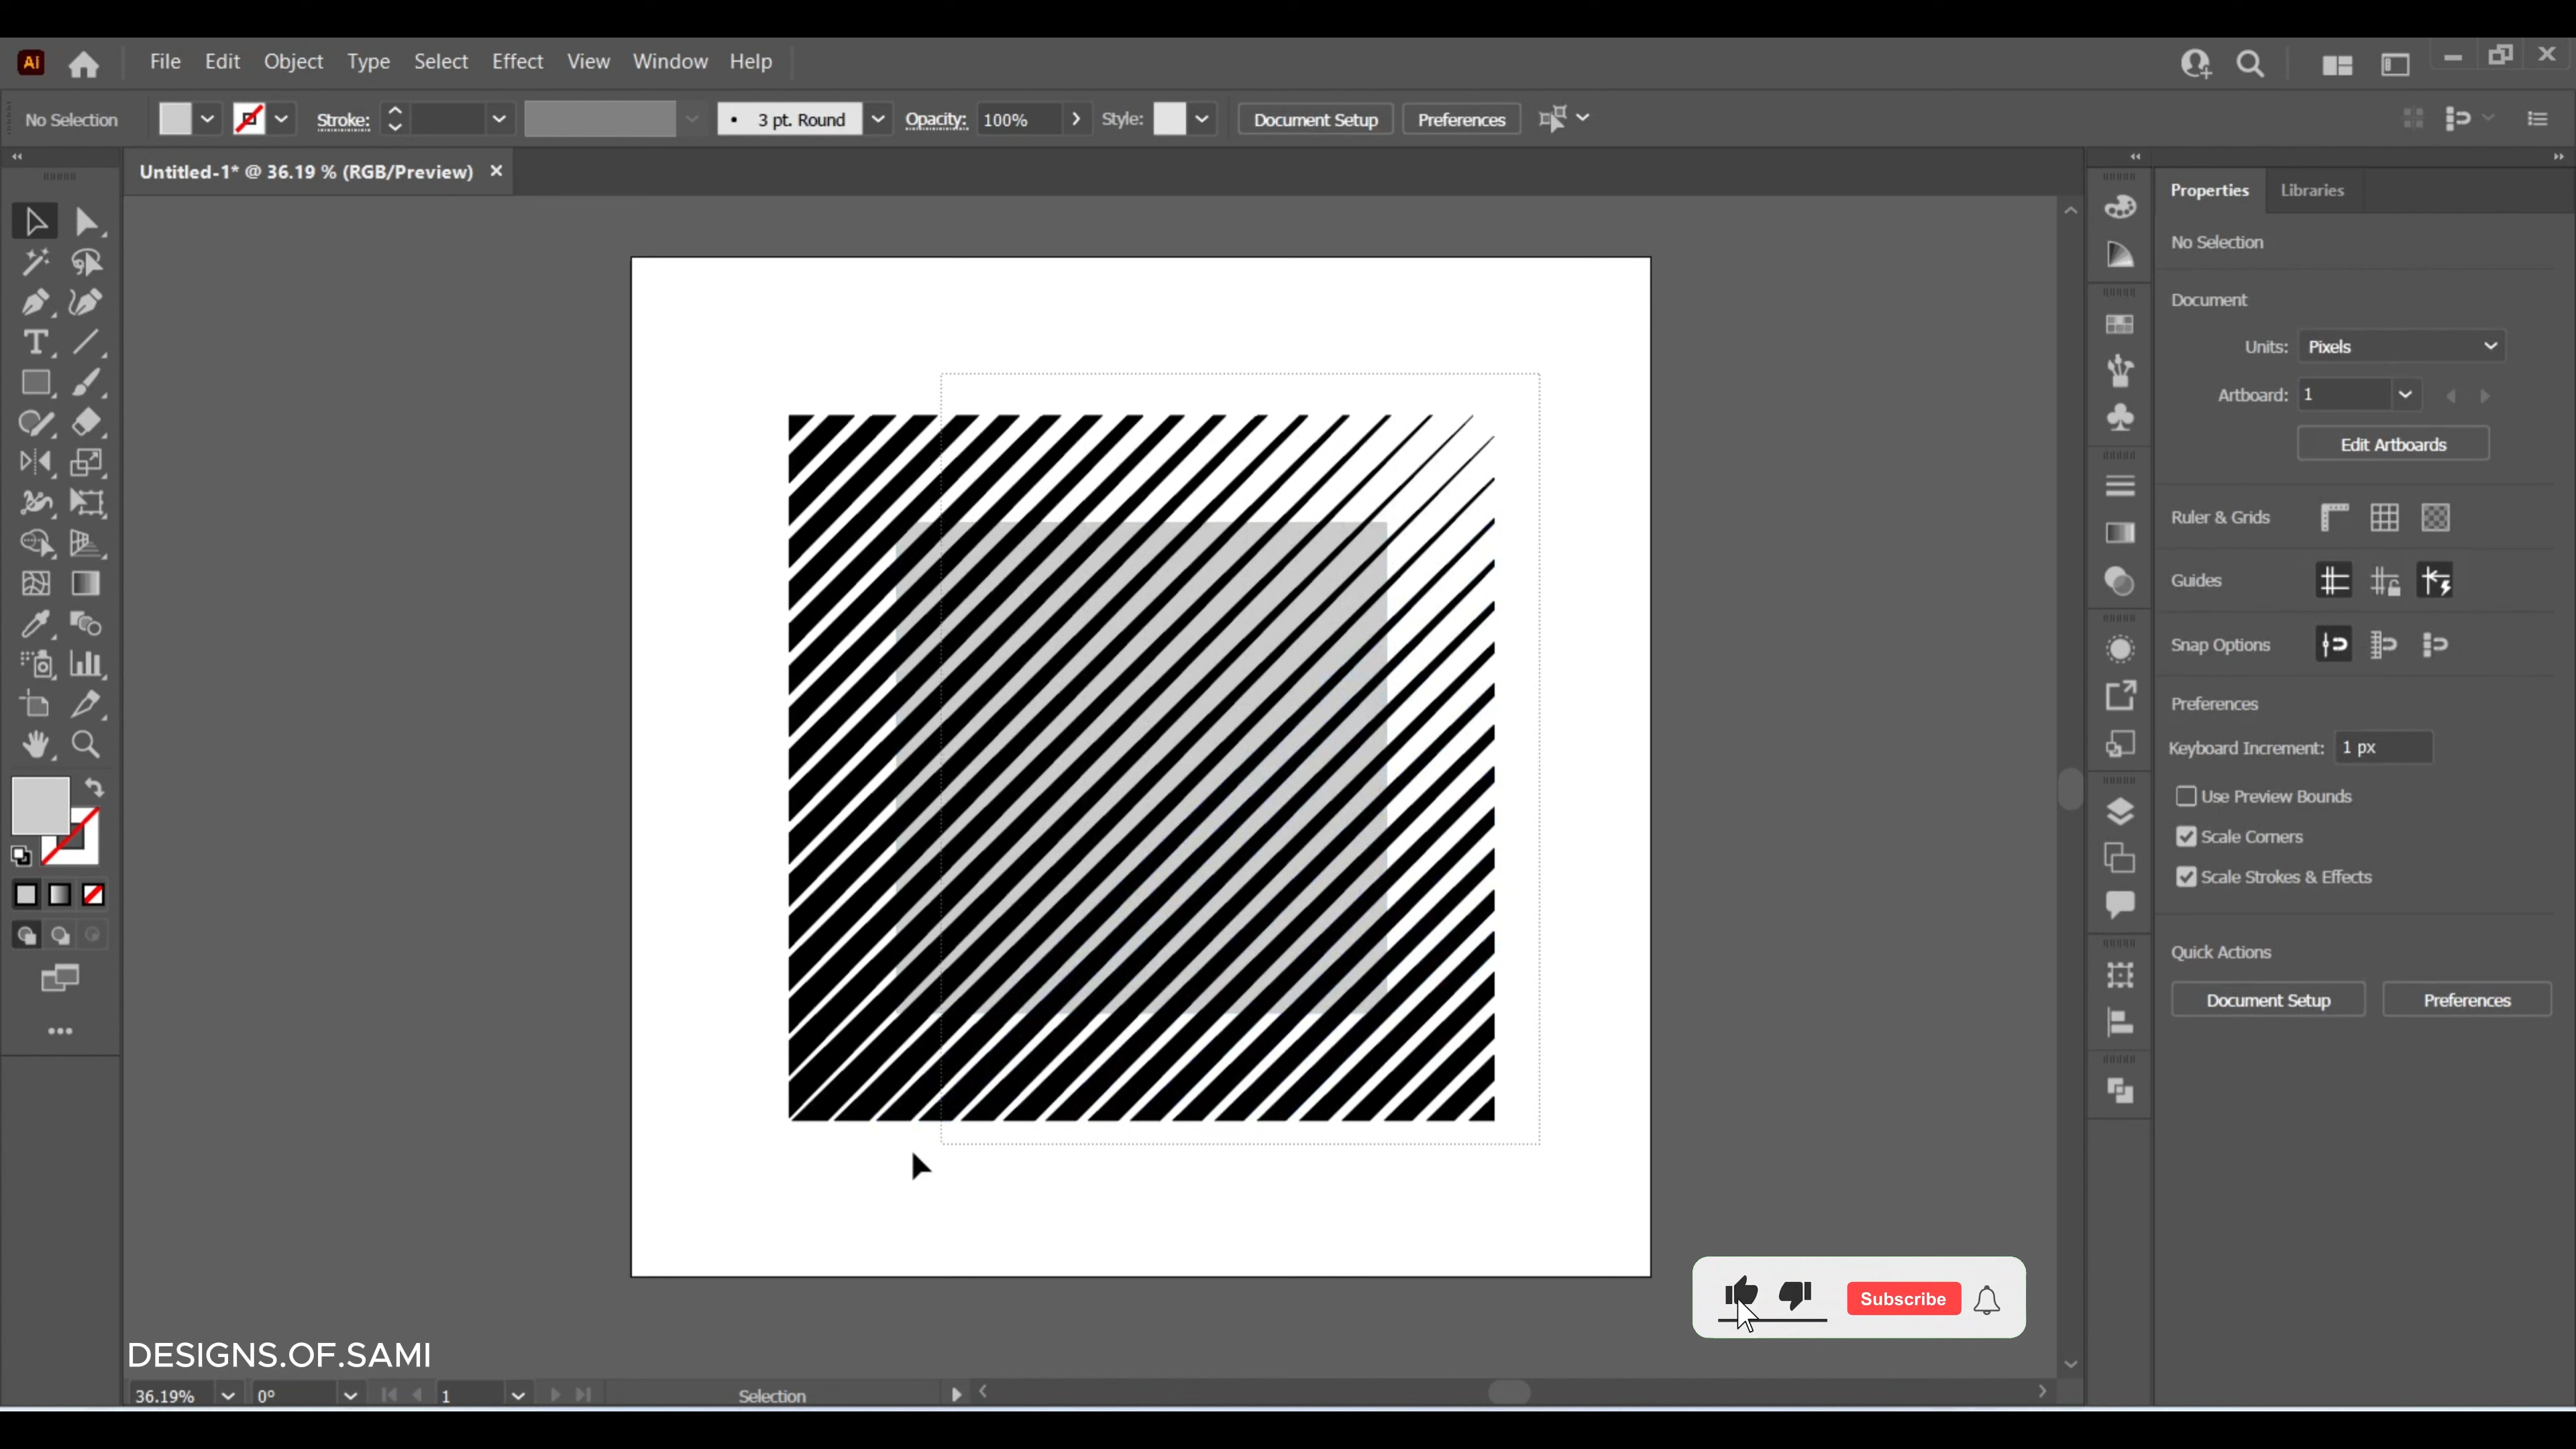 Ai File Edit Object Type Select Effect View Window Help
No Selection Stroke: 3 pt. Round Opacity: 100% Style: Document Setup Preferences
Untitled-1* @ 36.19 % (RGB/Preview)
Properties Libraries
No Selection
Document
Units: Pixels
Artboard: 1
Edit Artboards
Ruler & Grids
Guides
Snap Options
Preferences
Keyboard Increment: 1 px
Use Preview Bounds
Scale Corners
Scale Strokes & Effects
Quick Actions
Document Setup Preferences
Subscribe
DESIGNS.OF.SAMI
36.19% 0° 1 Selection